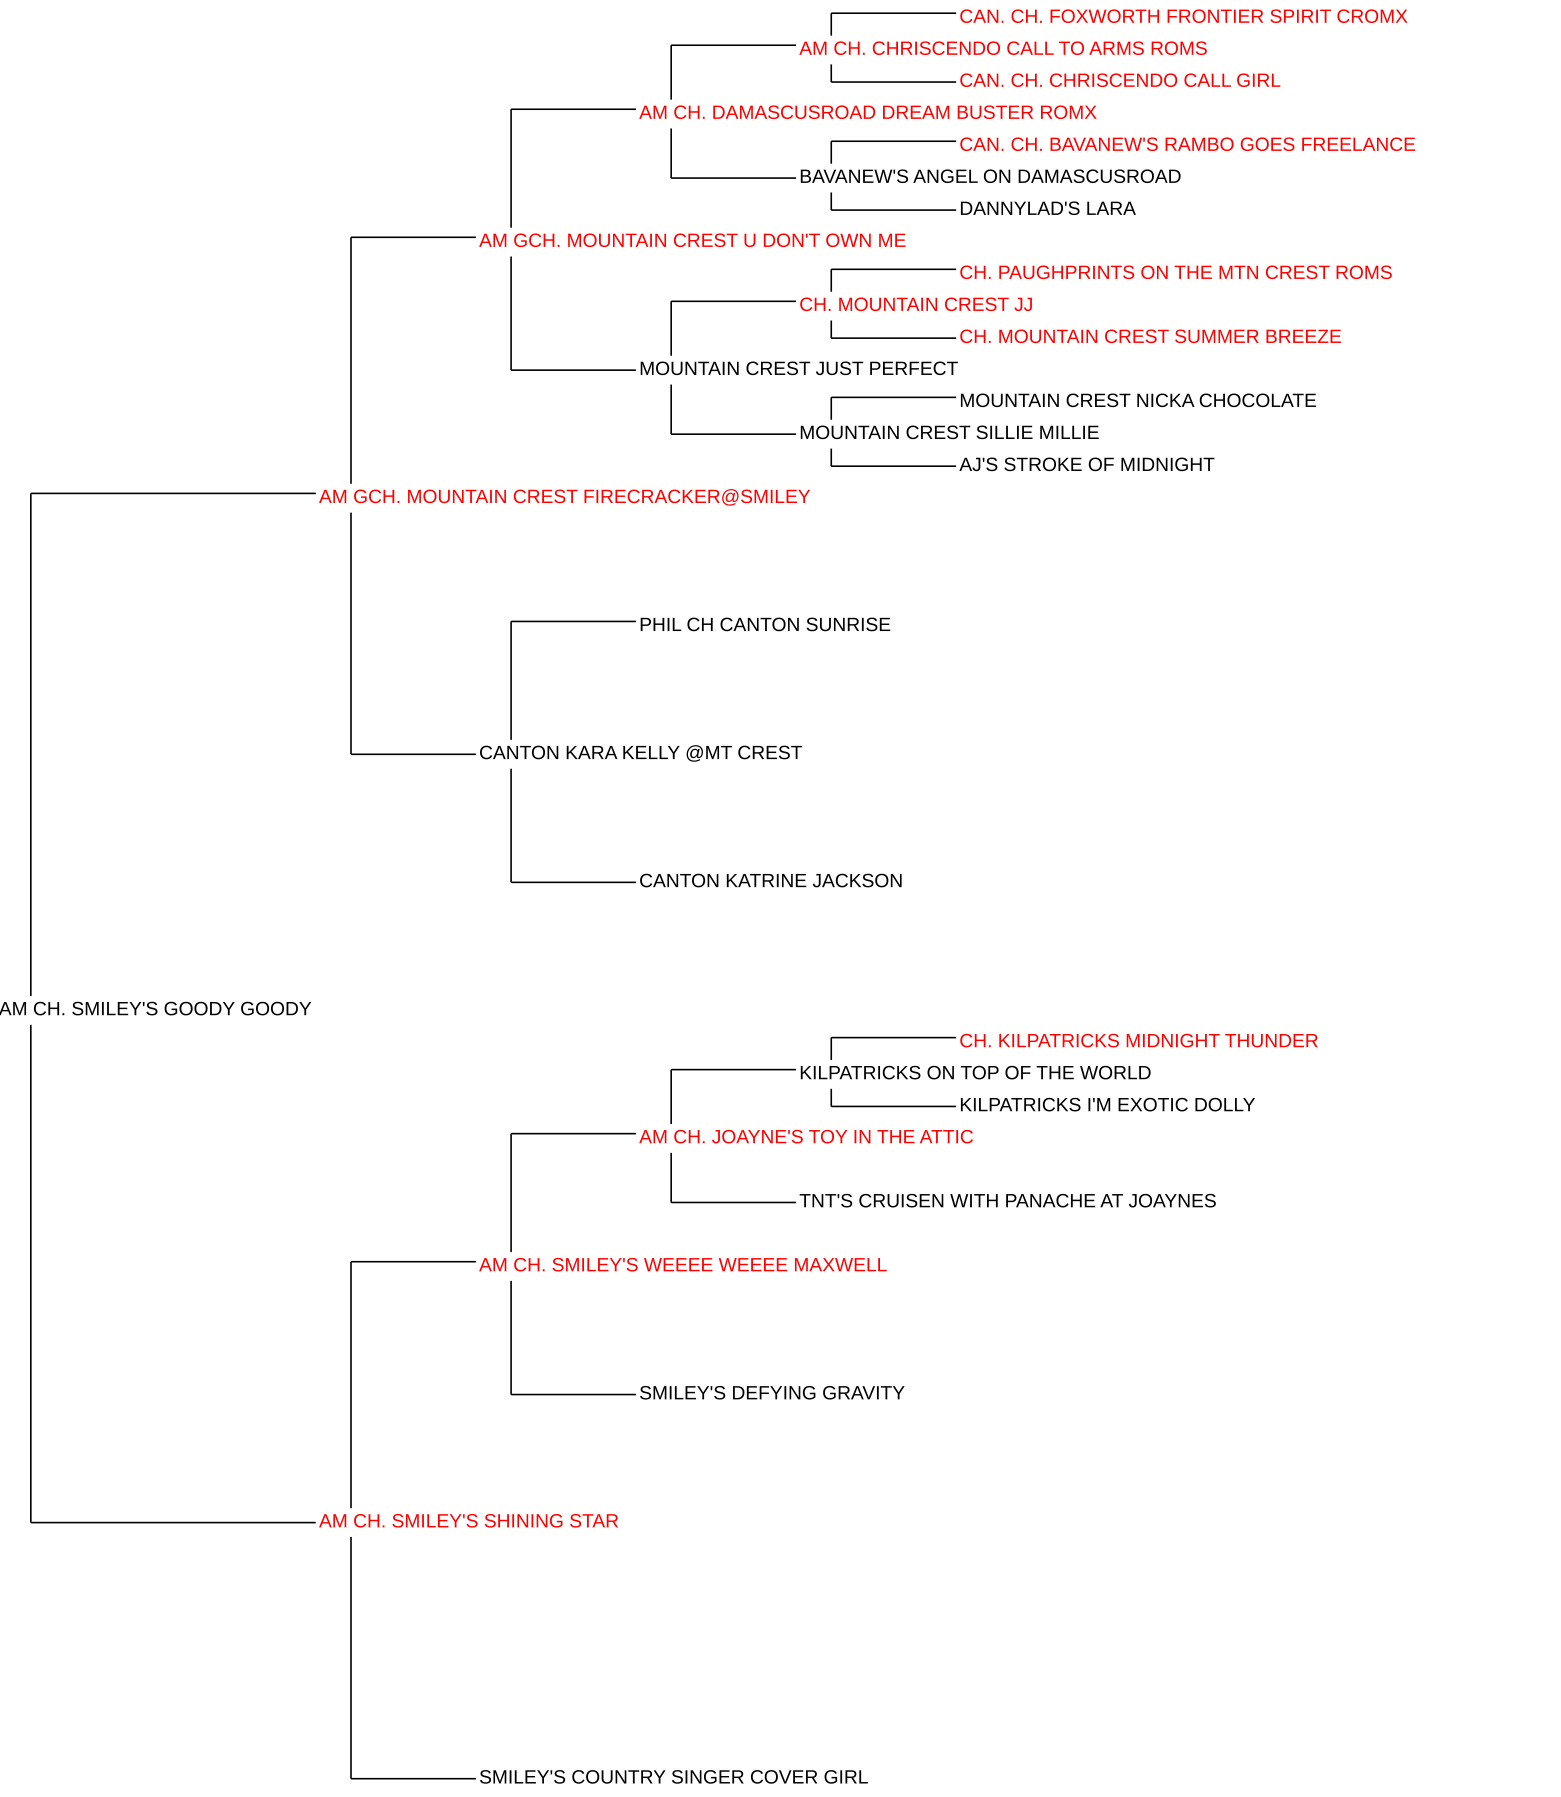 CAN. CH. FOXWORTH FRONTIER SPIRIT CROMX
AM CH. CHRISCENDO CALL TO ARMS ROMS
CAN. CH. CHRISCENDO CALL GIRL
AM CH. DAMASCUSROAD DREAM BUSTER ROMX
CAN. CH. BAVANEW'S RAMBO GOES FREELANCE
BAVANEW'S ANGEL ON DAMASCUSROAD
DANNYLAD'S LARA
AM GCH. MOUNTAIN CREST U DON'T OWN ME
CH. PAUGHPRINTS ON THE MTN CREST ROMS
CH. MOUNTAIN CREST JJ
CH. MOUNTAIN CREST SUMMER BREEZE
MOUNTAIN CREST JUST PERFECT
MOUNTAIN CREST NICKA CHOCOLATE
MOUNTAIN CREST SILLIE MILLIE
AJ'S STROKE OF MIDNIGHT
AM GCH. MOUNTAIN CREST FIRECRACKER@SMILEY
PHIL CH CANTON SUNRISE
CANTON KARA KELLY @MT CREST
CANTON KATRINE JACKSON
AM CH. SMILEY'S GOODY GOODY
CH. KILPATRICKS MIDNIGHT THUNDER
KILPATRICKS ON TOP OF THE WORLD
KILPATRICKS I'M EXOTIC DOLLY
AM CH. JOAYNE'S TOY IN THE ATTIC
TNT'S CRUISEN WITH PANACHE AT JOAYNES
AM CH. SMILEY'S WEEEE WEEEE MAXWELL
SMILEY'S DEFYING GRAVITY
AM CH. SMILEY'S SHINING STAR
SMILEY'S COUNTRY SINGER COVER GIRL